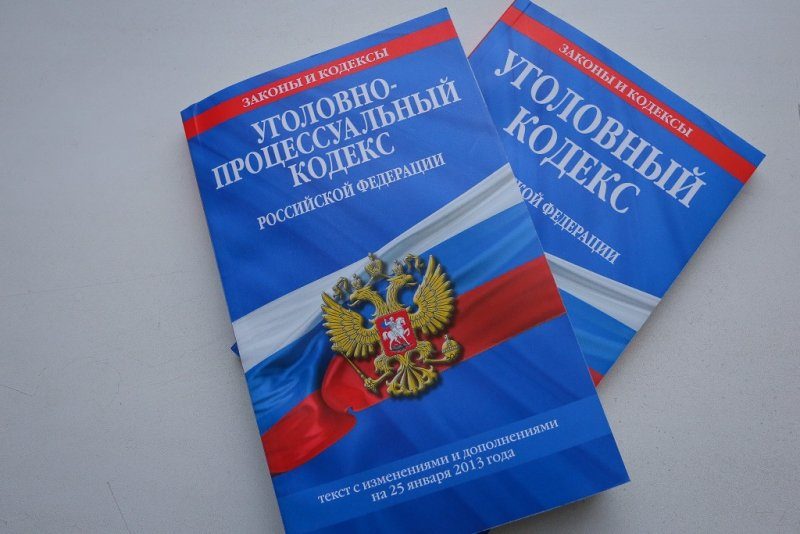 ЗАКОНЫ И КОДЕКСЫ
УГОЛОВНО-
ПРОЦЕССУАЛЬНЫЙ
КОДЕКС
РОССИЙСКОЙ ФЕДЕРАЦИИ
текст с изменениями и дополнениями
на 25 января 2013 года
ЗАКОНЫ И КОДЕКСЫ
УГОЛОВНЫЙ
КОДЕКС
СКОЙ ФЕДЕРАЦИИ